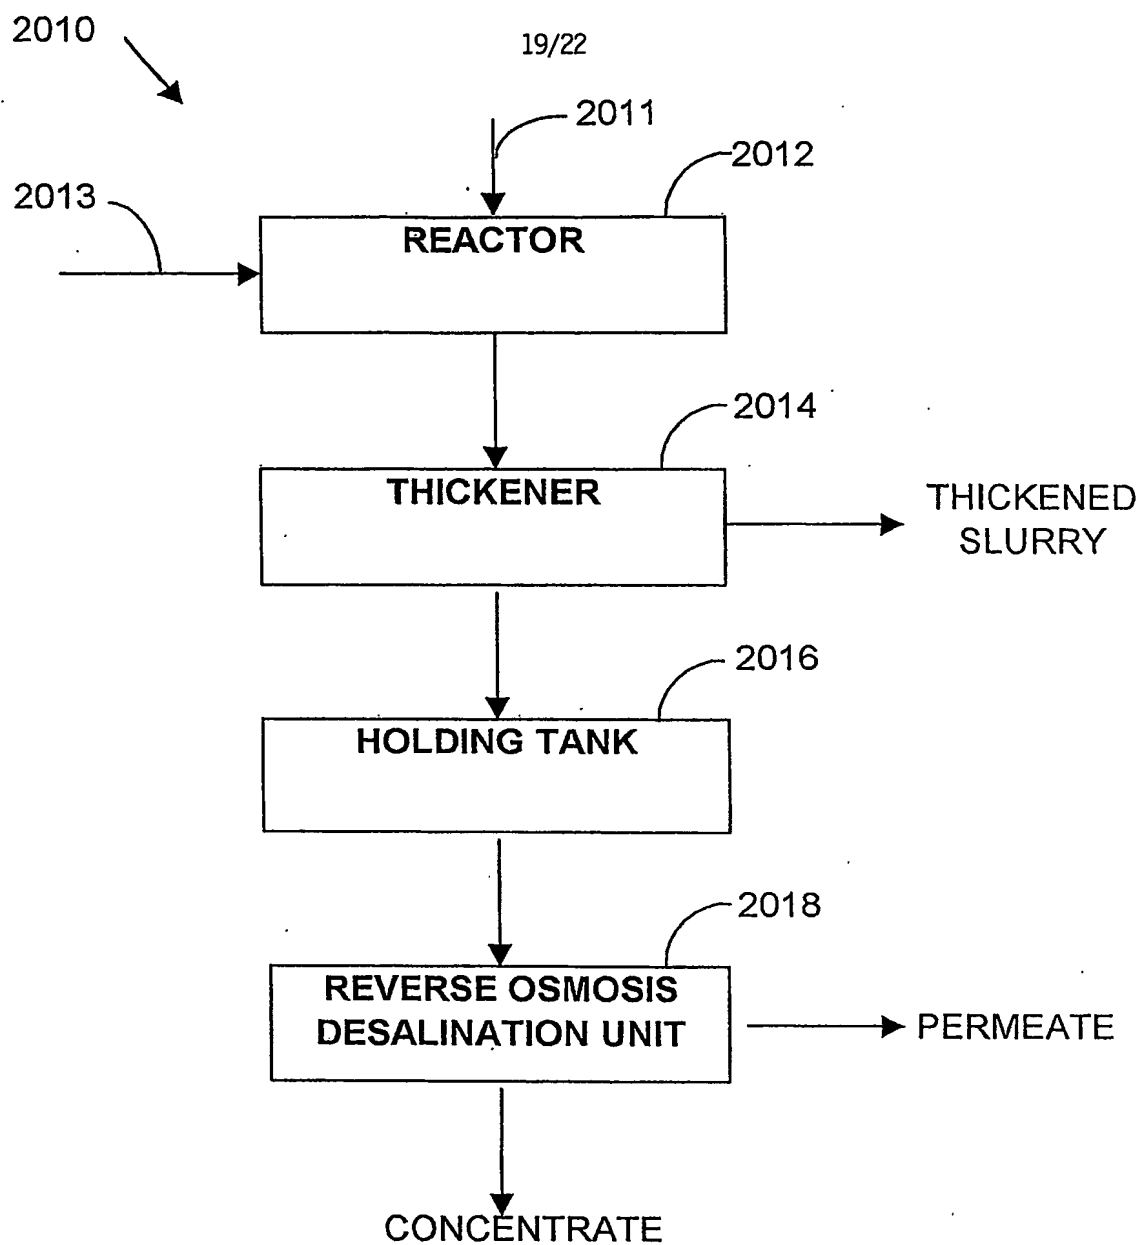 2010
19/22
2011
2012
2013
REACTOR
2014
THICKENER
THICKENED
SLURRY
2016
HOLDING TANK
2018
REVERSE OSMOSIS
DESALINATION UNIT
PERMEATE
CONCENTRATE